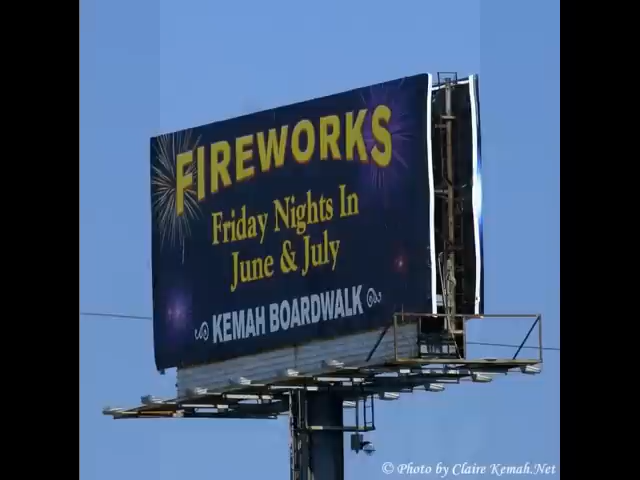 FIREWORKS
Friday Nights In
June & July
KEMAH BOARDWALK
© Photo by Claire Kemah.Net